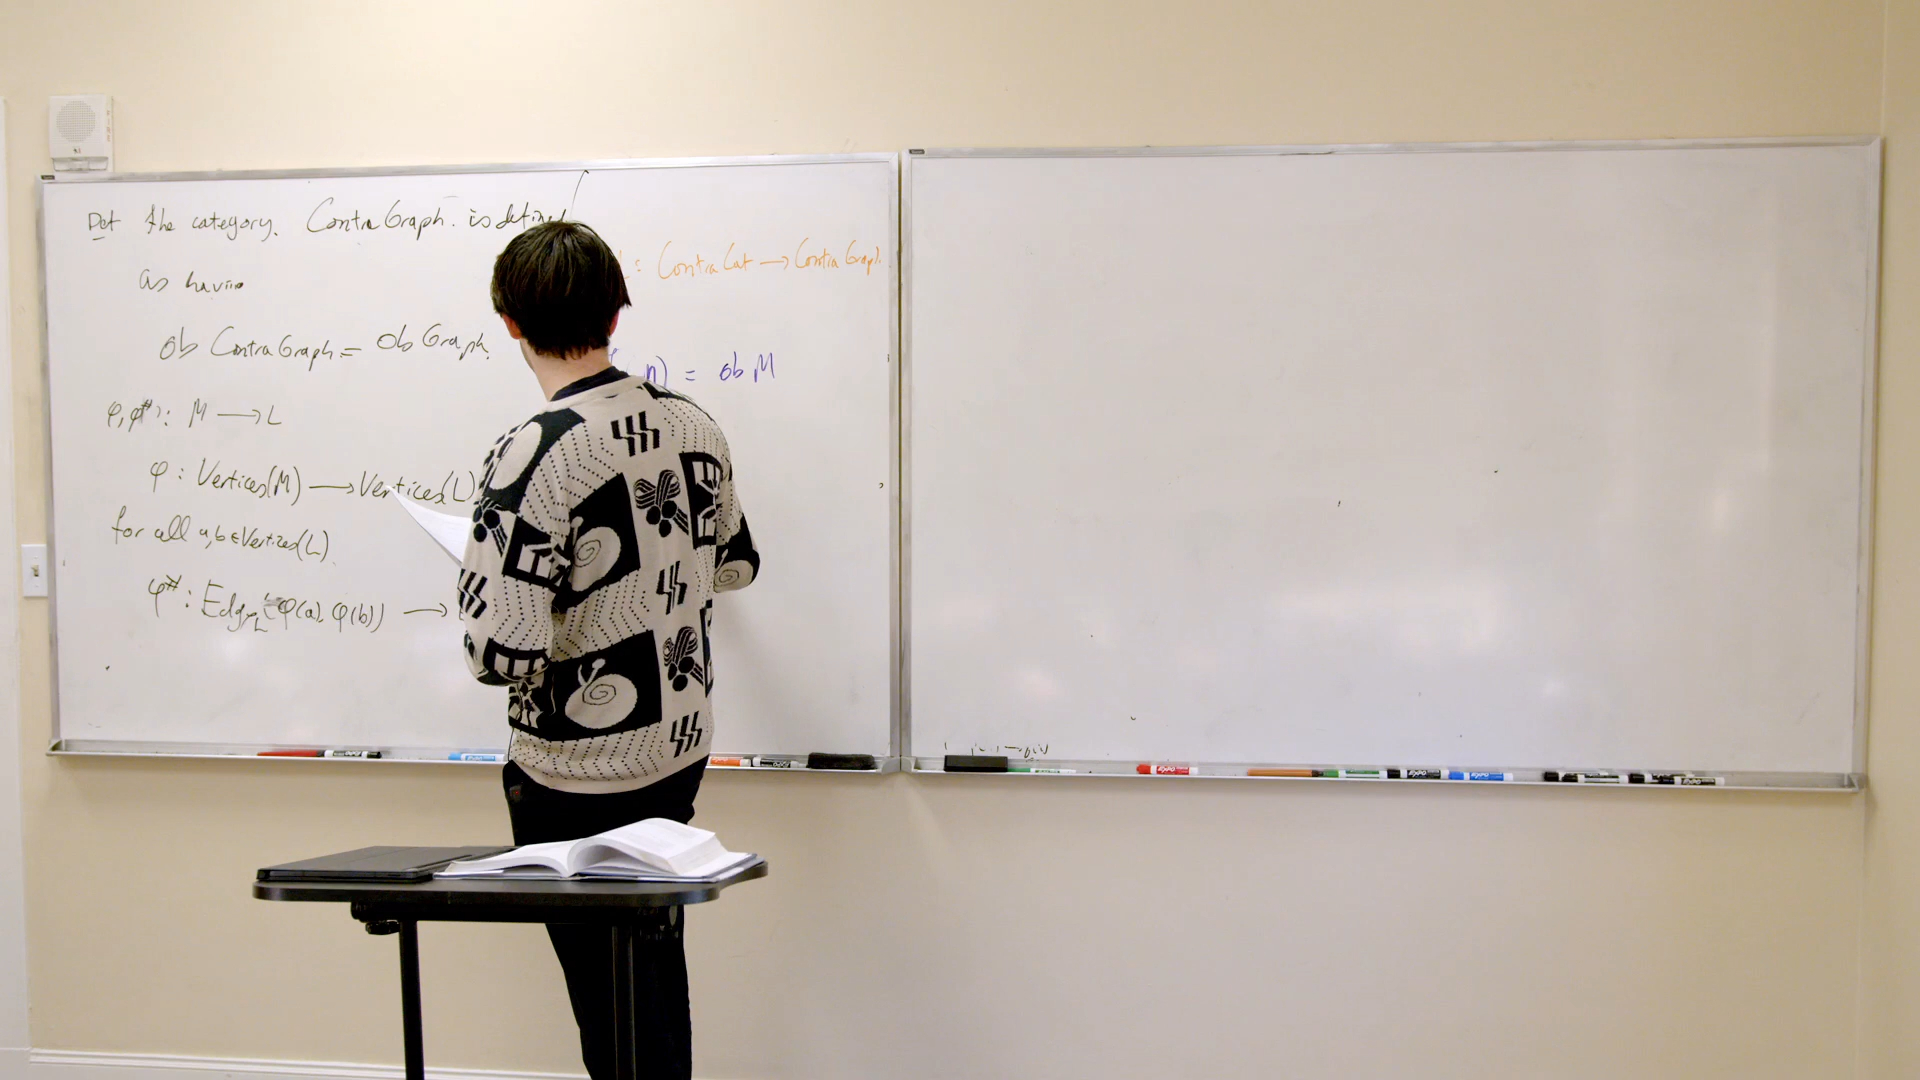 Def the category. ContraGraph. is defined
as having
Ob ContraGraph = Ob Graph.
φ, φ#: M → L
φ: Vertices(M) → Vertices(L)
for all a,b ∈ Vertices(L).
φ#: Edge_L(φ(a), φ(b)) →
: ContraCat → ContraGraph.
) = ob M